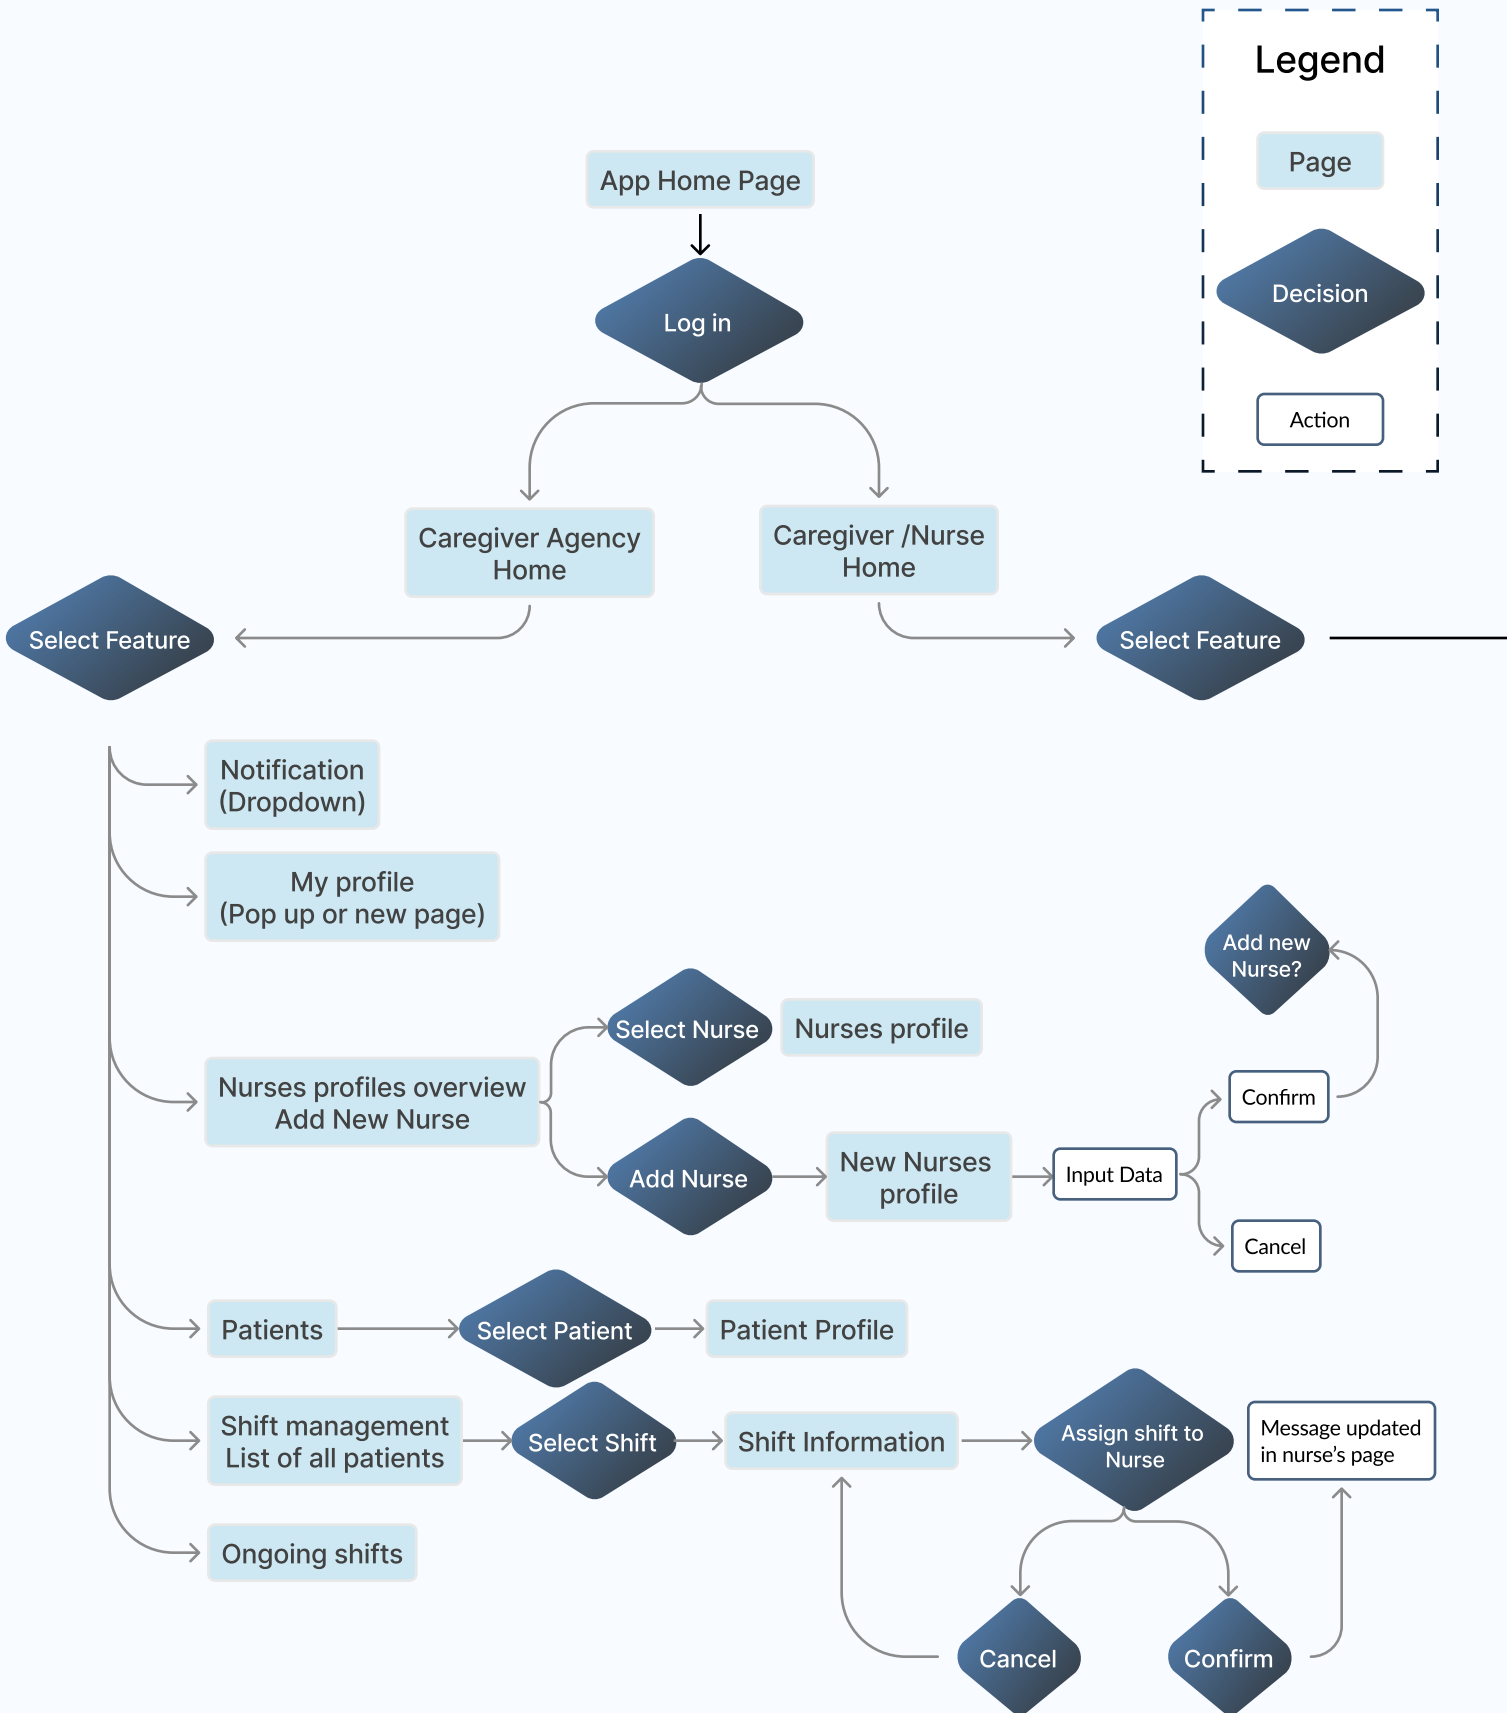 Legend
Page
Decision
Action
App Home Page
Log in
Caregiver Agency
Home
Caregiver /Nurse
Home
Select Feature
Select Feature
Notification
(Dropdown)
My profile
(Pop up or new page)
Nurses profiles overview
Add New Nurse
Select Nurse
Nurses profile
Add Nurse
New Nurses
profile
Input Data
Confirm
Add new
Nurse?
Cancel
Patients
Select Patient
Patient Profile
Shift management
List of all patients
Select Shift
Shift Information
Assign shift to
Nurse
Message updated
in nurse’s page
Ongoing shifts
Cancel
Confirm